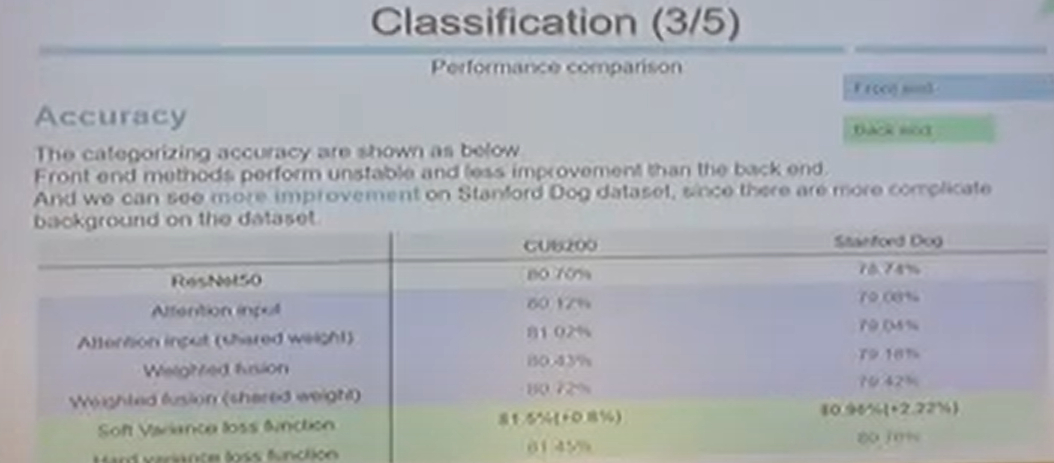 Classification (3/5)
Performance comparison
Front end
Back end
Accuracy
The categorizing accuracy are shown as below
Front end methods perform unstable and less improvement than the back end.
And we can see more improvement on Stanford Dog dataset, since there are more complicate
background on the dataset.
CUB200 Stanford Dog
ResNet50 80.70% 78.74%
Attention input 80.12% 79.08%
Attention input (shared weight) 81.02% 79.04%
Weighted fusion 80.43% 79.18%
Weighted fusion (shared weight) 80.72% 79.42%
Soft Variance loss function 81.5%(+0.8%) 80.96%(+2.22%)
Hard variance loss function 81.45%